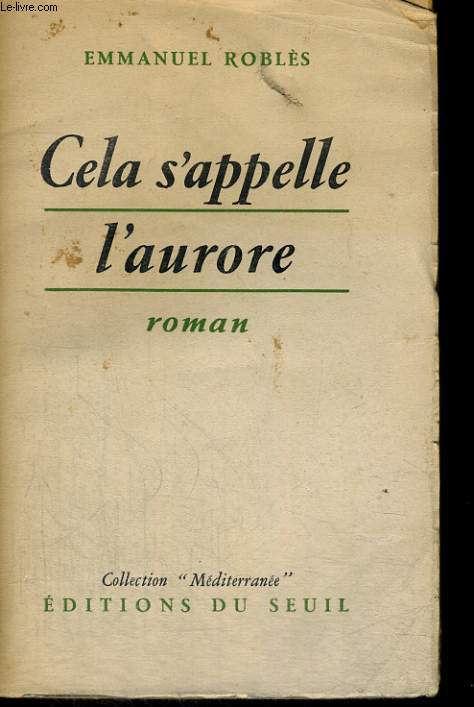 Le-livre.com
EMMANUEL ROBLÈS
Cela s'appelle
l'aurore
roman
Collection "Méditerranée"
ÉDITIONS DU SEUIL